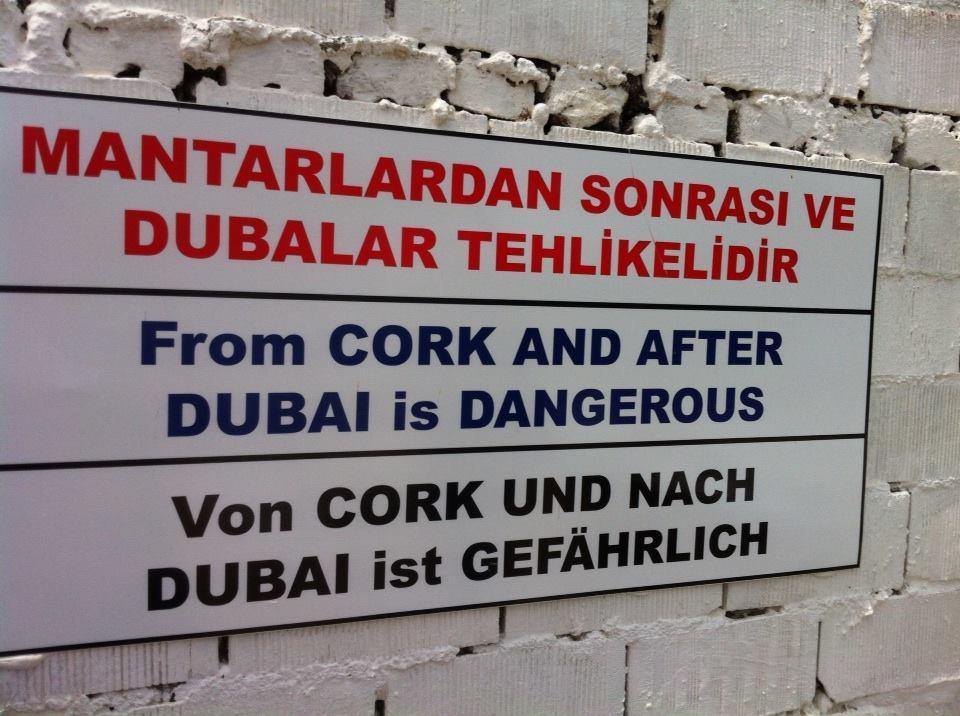 MANTARLARDAN SONRASI VE
DUBALAR TEHLİKELİDİR
From CORK AND AFTER
DUBAI is DANGEROUS
Von CORK UND NACH
DUBAI ist GEFÄHRLICH